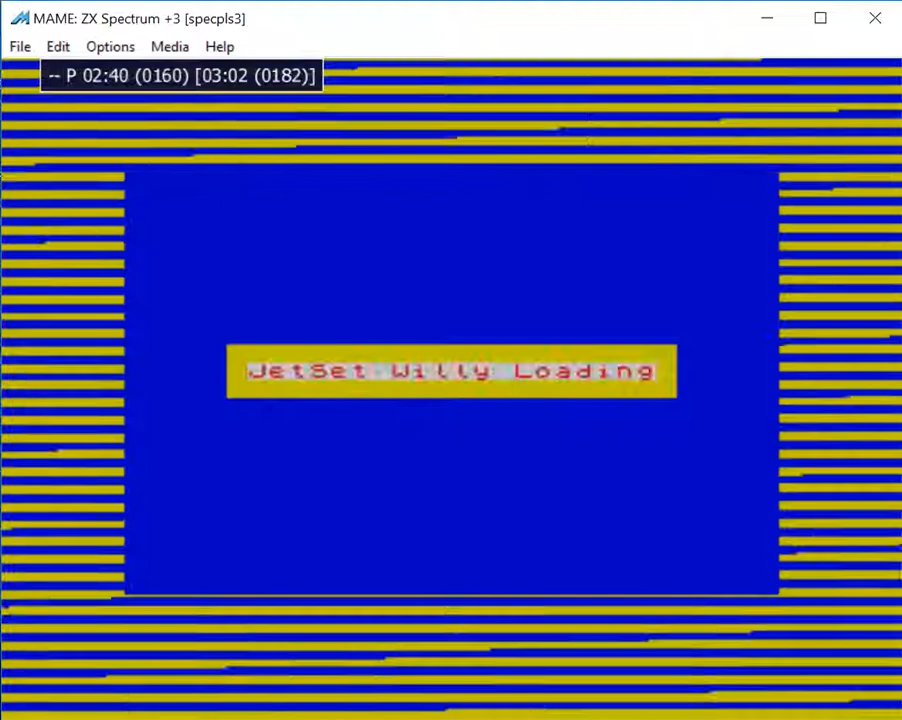 MAME: ZX Spectrum +3 [specpls3]
File Edit Options Media Help
-- P 02:40 (0160) [03:02 (0182)]
JetSet Willy Loading